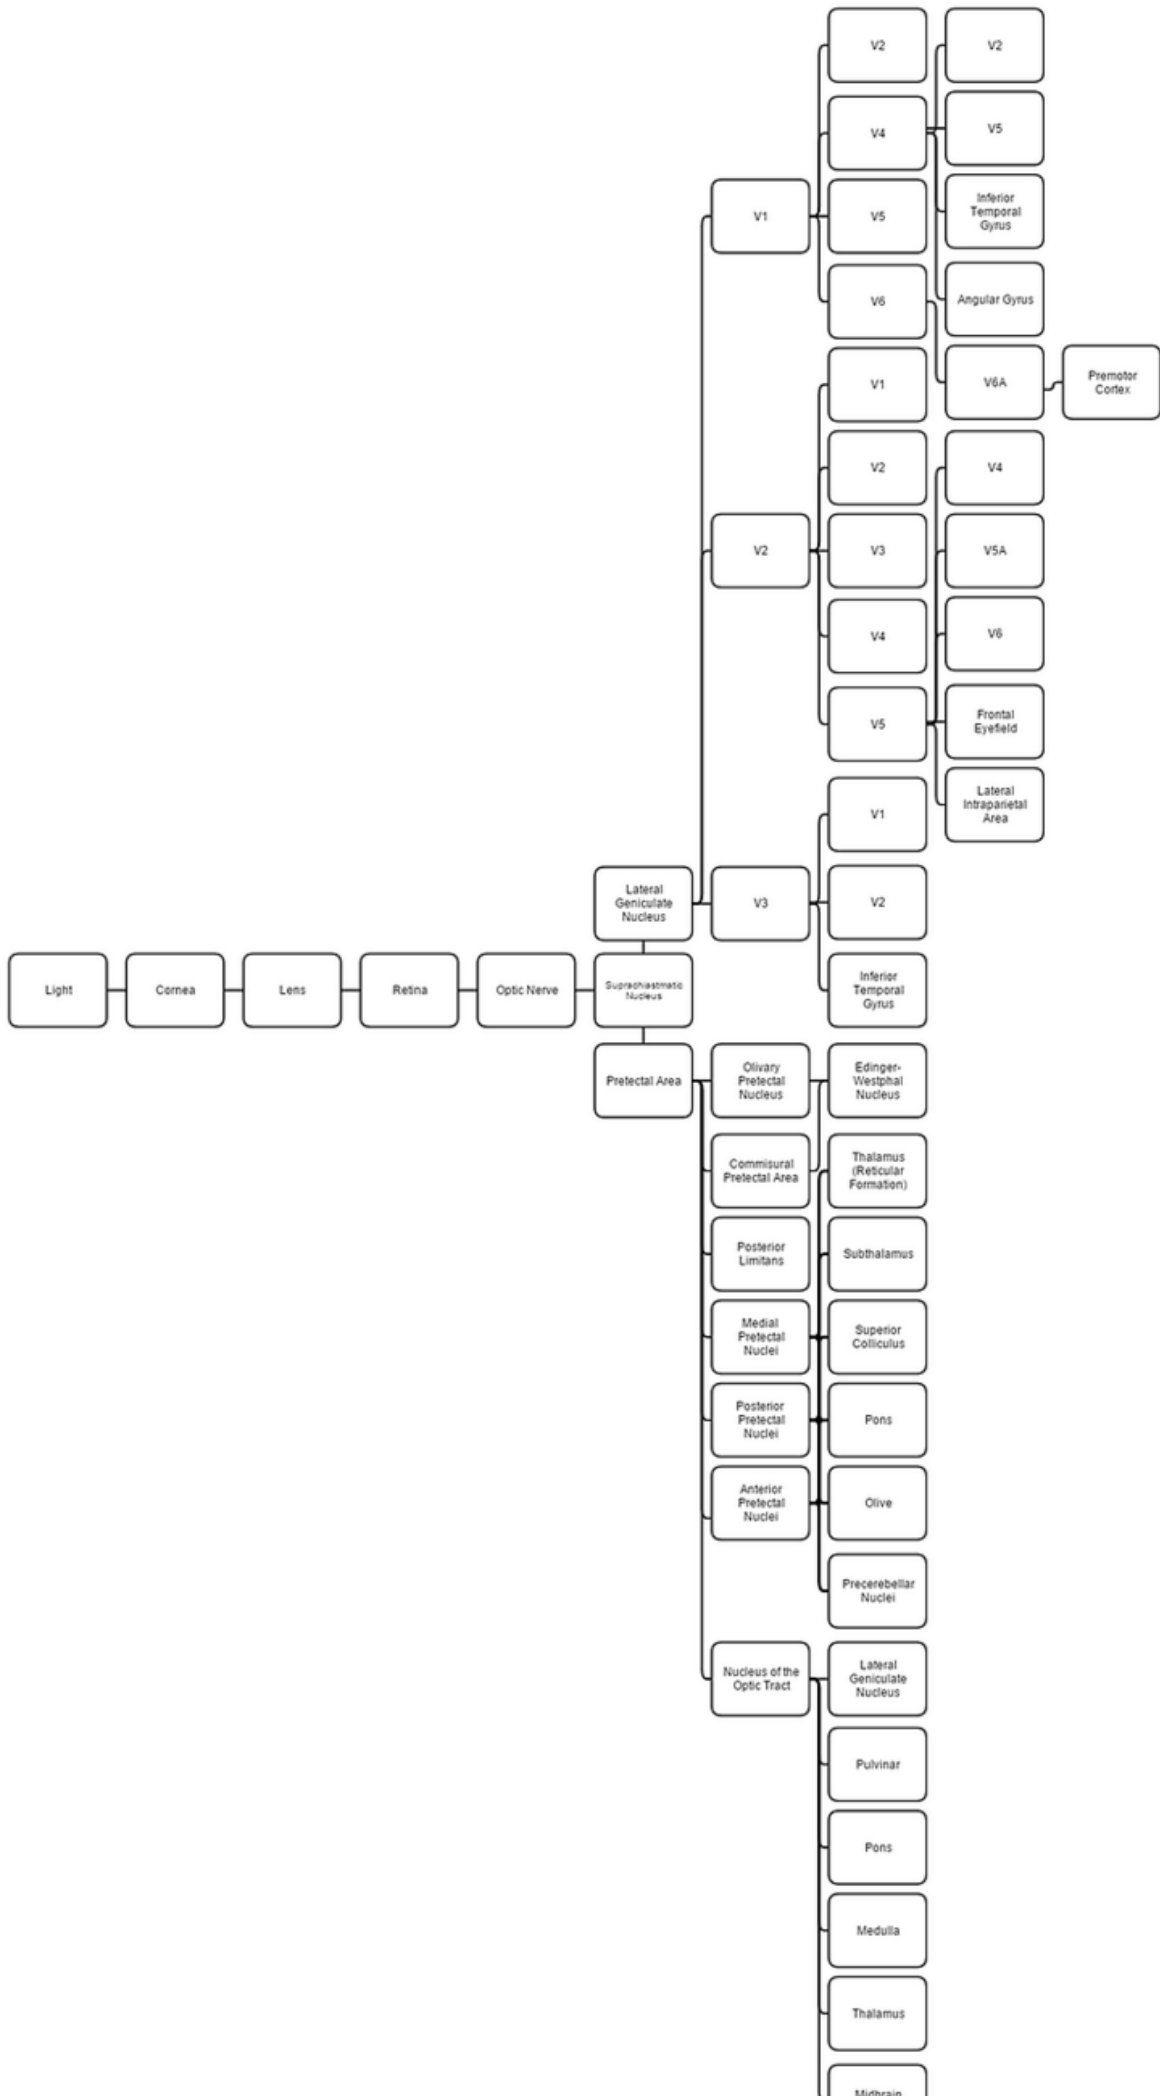 V2
V2
V4
V5
V1
V5
Inferior
Temporal
Gyrus
V6
Angular Gyrus
V1
V6A
Premotor
Cortex
V2
V4
V2
V3
V5A
V4
V6
V5
Frontal
Eyefield
Lateral
Intraparietal
Area
V1
Lateral
Geniculate
Nucleus
V3
V2
Light
Cornea
Lens
Retina
Optic Nerve
Suprachiasmatic
Nucleus
Inferior
Temporal
Gyrus
Pretectal Area
Olivary
Pretectal
Nucleus
Edinger-
Westphal
Nucleus
Commisural
Pretectal Area
Thalamus
(Reticular
Formation)
Posterior
Limitans
Subthalamus
Medial
Pretectal
Nuclei
Superior
Colliculus
Posterior
Pretectal
Nuclei
Pons
Anterior
Pretectal
Nuclei
Olive
Precerebellar
Nuclei
Nucleus of the
Optic Tract
Lateral
Geniculate
Nucleus
Pulvinar
Pons
Medulla
Thalamus
Midbrain